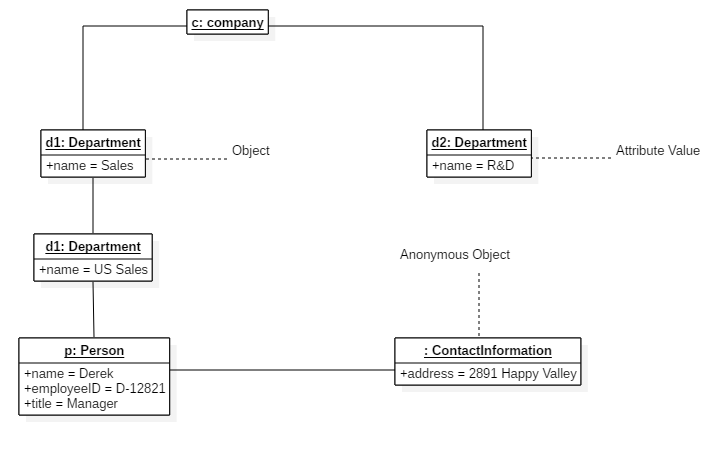 c: company
d1: Department
+name = Sales
Object
d2: Department
+name = R&D
Attribute Value
d1: Department
+name = US Sales
Anonymous Object
p: Person
+name = Derek
+employeeID = D-12821
+title = Manager
: ContactInformation
+address = 2891 Happy Valley